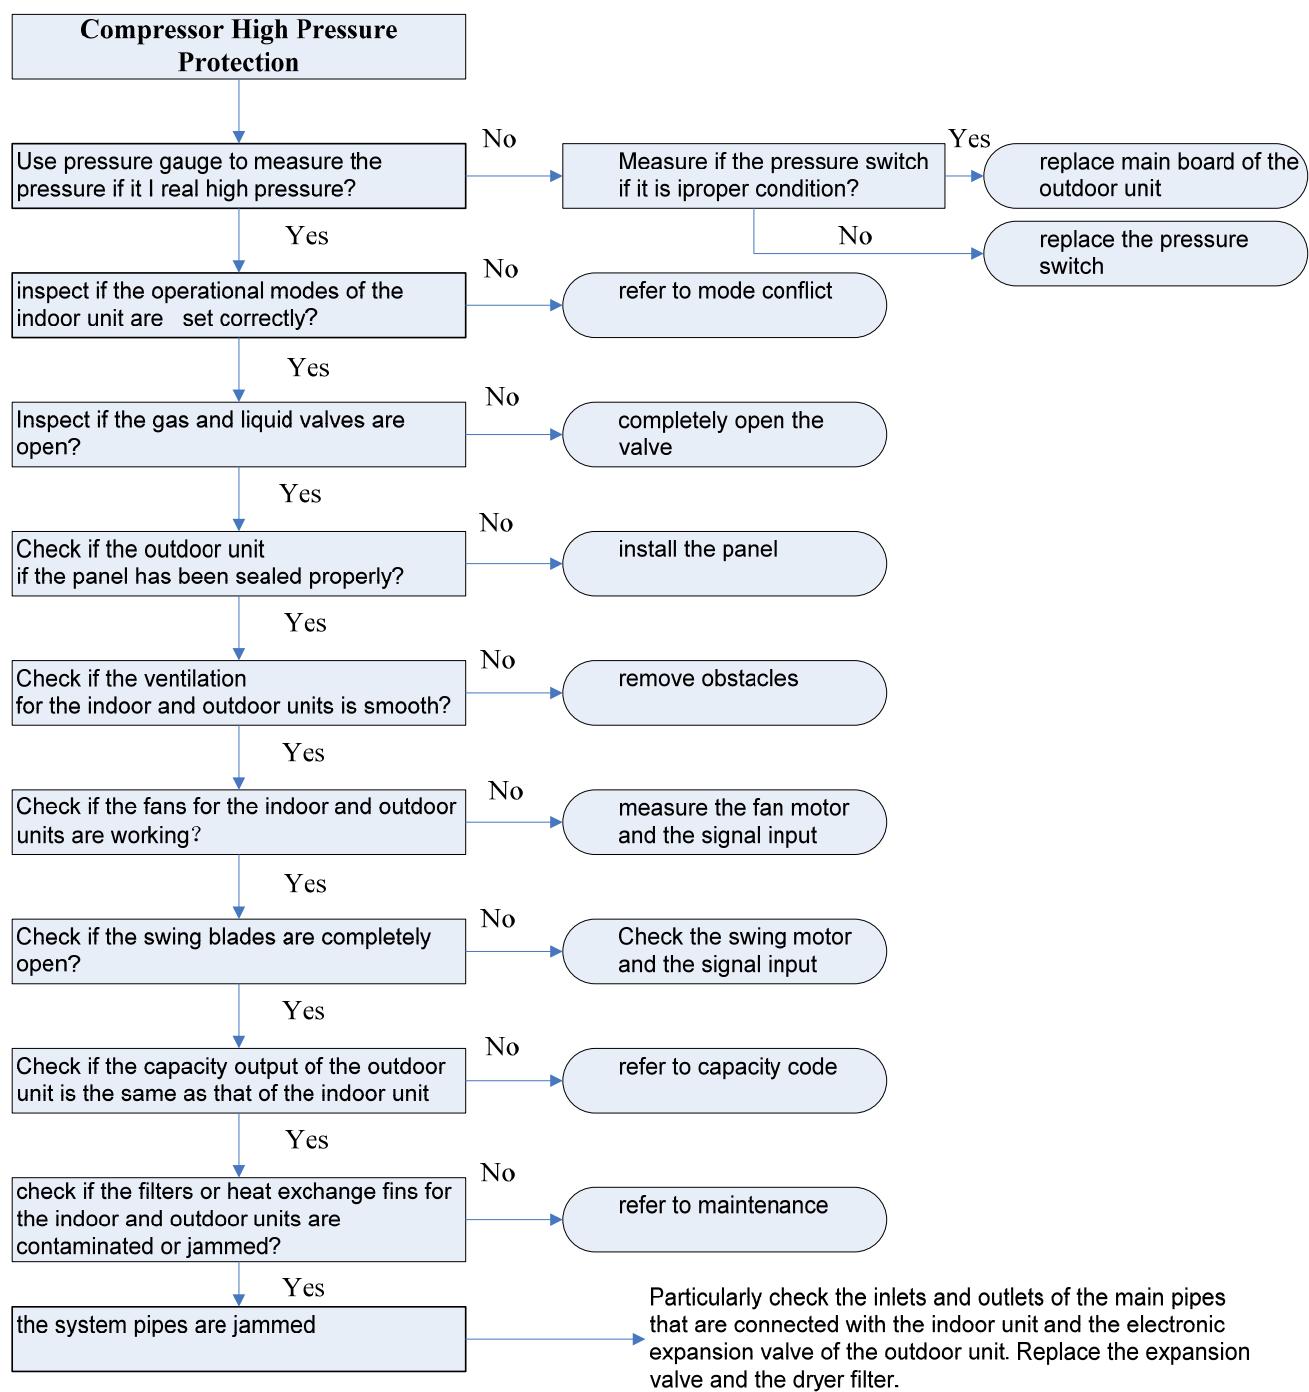 Compressor High Pressure
Protection
No
Yes
Use pressure gauge to measure the
pressure if it I real high pressure?
Measure if the pressure switch
if it is iproper condition?
replace main board of the
outdoor unit
Yes
No
replace the pressure
switch
No
inspect if the operational modes of the
indoor unit are set correctly?
refer to mode conflict
Yes
No
Inspect if the gas and liquid valves are
open?
completely open the
valve
Yes
No
Check if the outdoor unit
if the panel has been sealed properly?
install the panel
Yes
No
Check if the ventilation
for the indoor and outdoor units is smooth?
remove obstacles
Yes
No
Check if the fans for the indoor and outdoor
units are working?
measure the fan motor
and the signal input
Yes
No
Check if the swing blades are completely
open?
Check the swing motor
and the signal input
Yes
No
Check if the capacity output of the outdoor
unit is the same as that of the indoor unit
refer to capacity code
Yes
No
check if the filters or heat exchange fins for
the indoor and outdoor units are
contaminated or jammed?
refer to maintenance
Yes
the system pipes are jammed
Particularly check the inlets and outlets of the main pipes
that are connected with the indoor unit and the electronic
expansion valve of the outdoor unit. Replace the expansion
valve and the dryer filter.